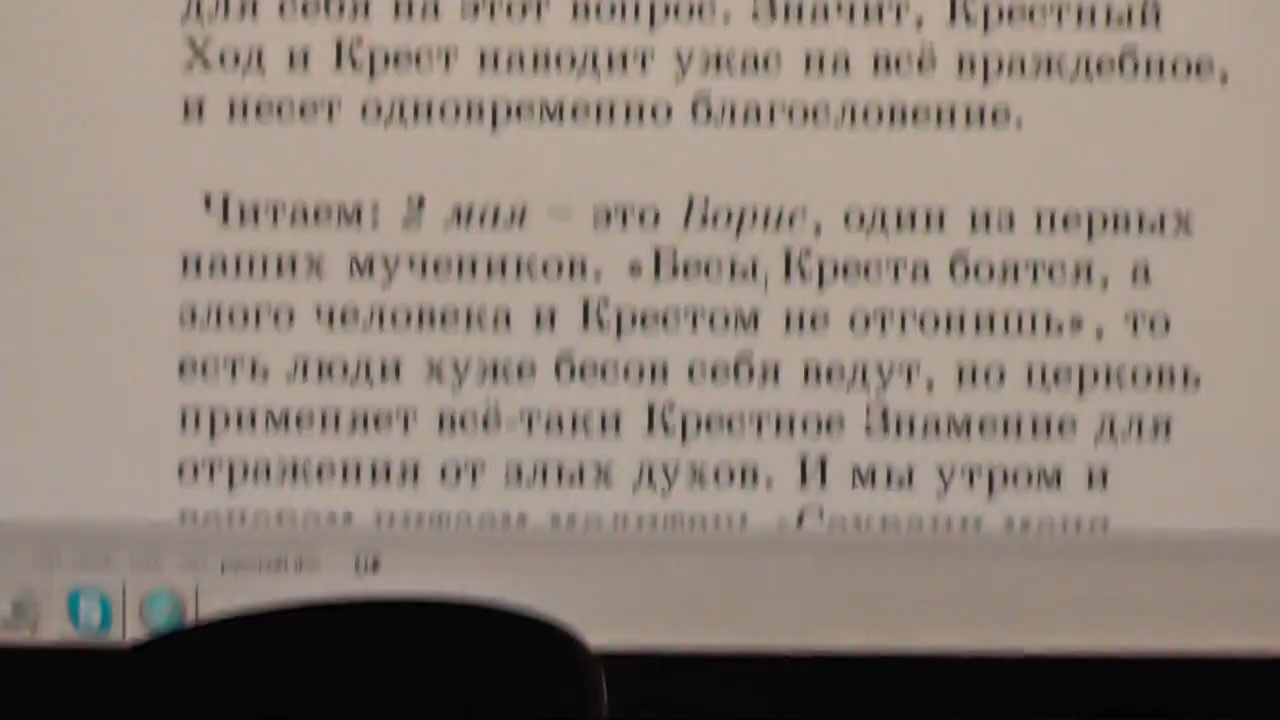 для себя на этот вопрос. Значит, Крестный
Ход и Крест наводит ужас на всё враждебное,
и несет одновременно благословение.
Читаем: 2 мая – это Борис, один из первых
наших мучеников. «Бесы Креста боятся, а
злого человека и Крестом не отгонишь», то
есть люди хуже бесов себя ведут, но церковь
применяет всё-таки Крестное Знамение для
отражения от злых духов. И мы утром и